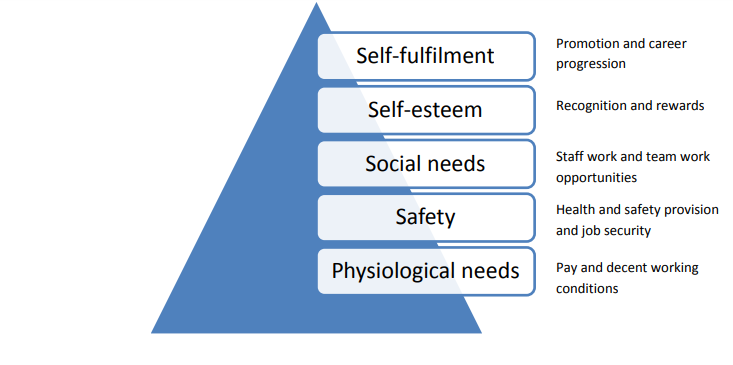 Self-fulfilment
Promotion and career
progression
Self-esteem
Recognition and rewards
Social needs
Staff work and team work
opportunities
Safety
Health and safety provision
and job security
Physiological needs
Pay and decent working
conditions